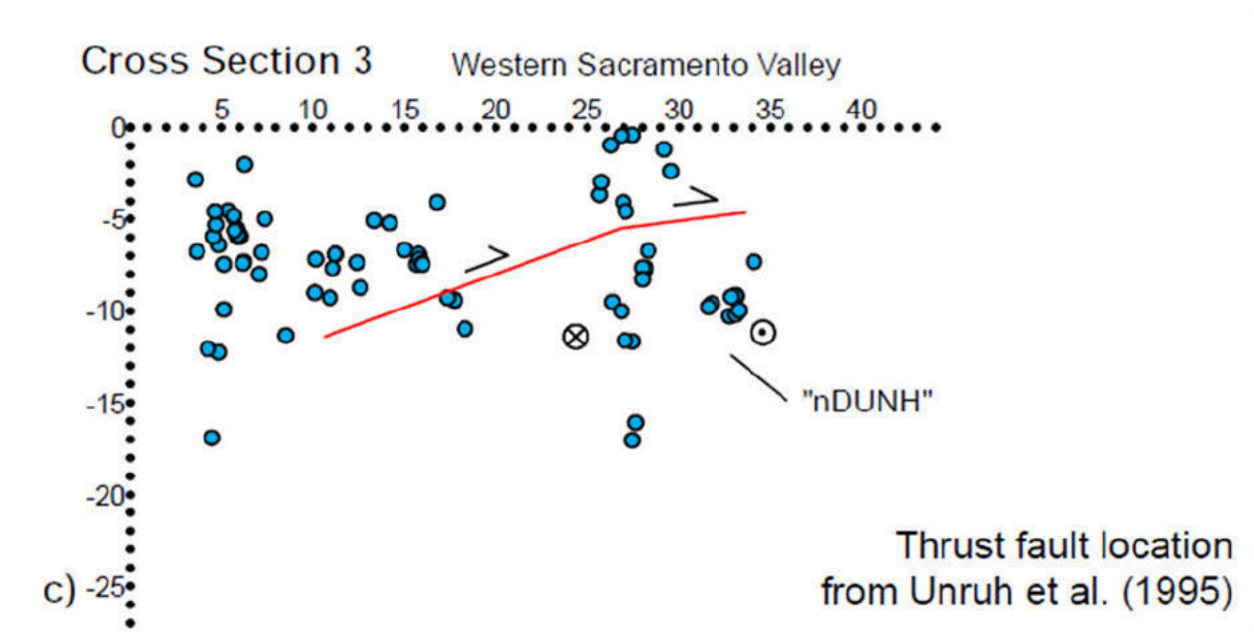 Cross Section 3
Western Sacramento Valley
5 10 15 20 25 30 35 40
0
-5
-10
-15
"nDUNH"
-20
Thrust fault location
c) -25
from Unruh et al. (1995)